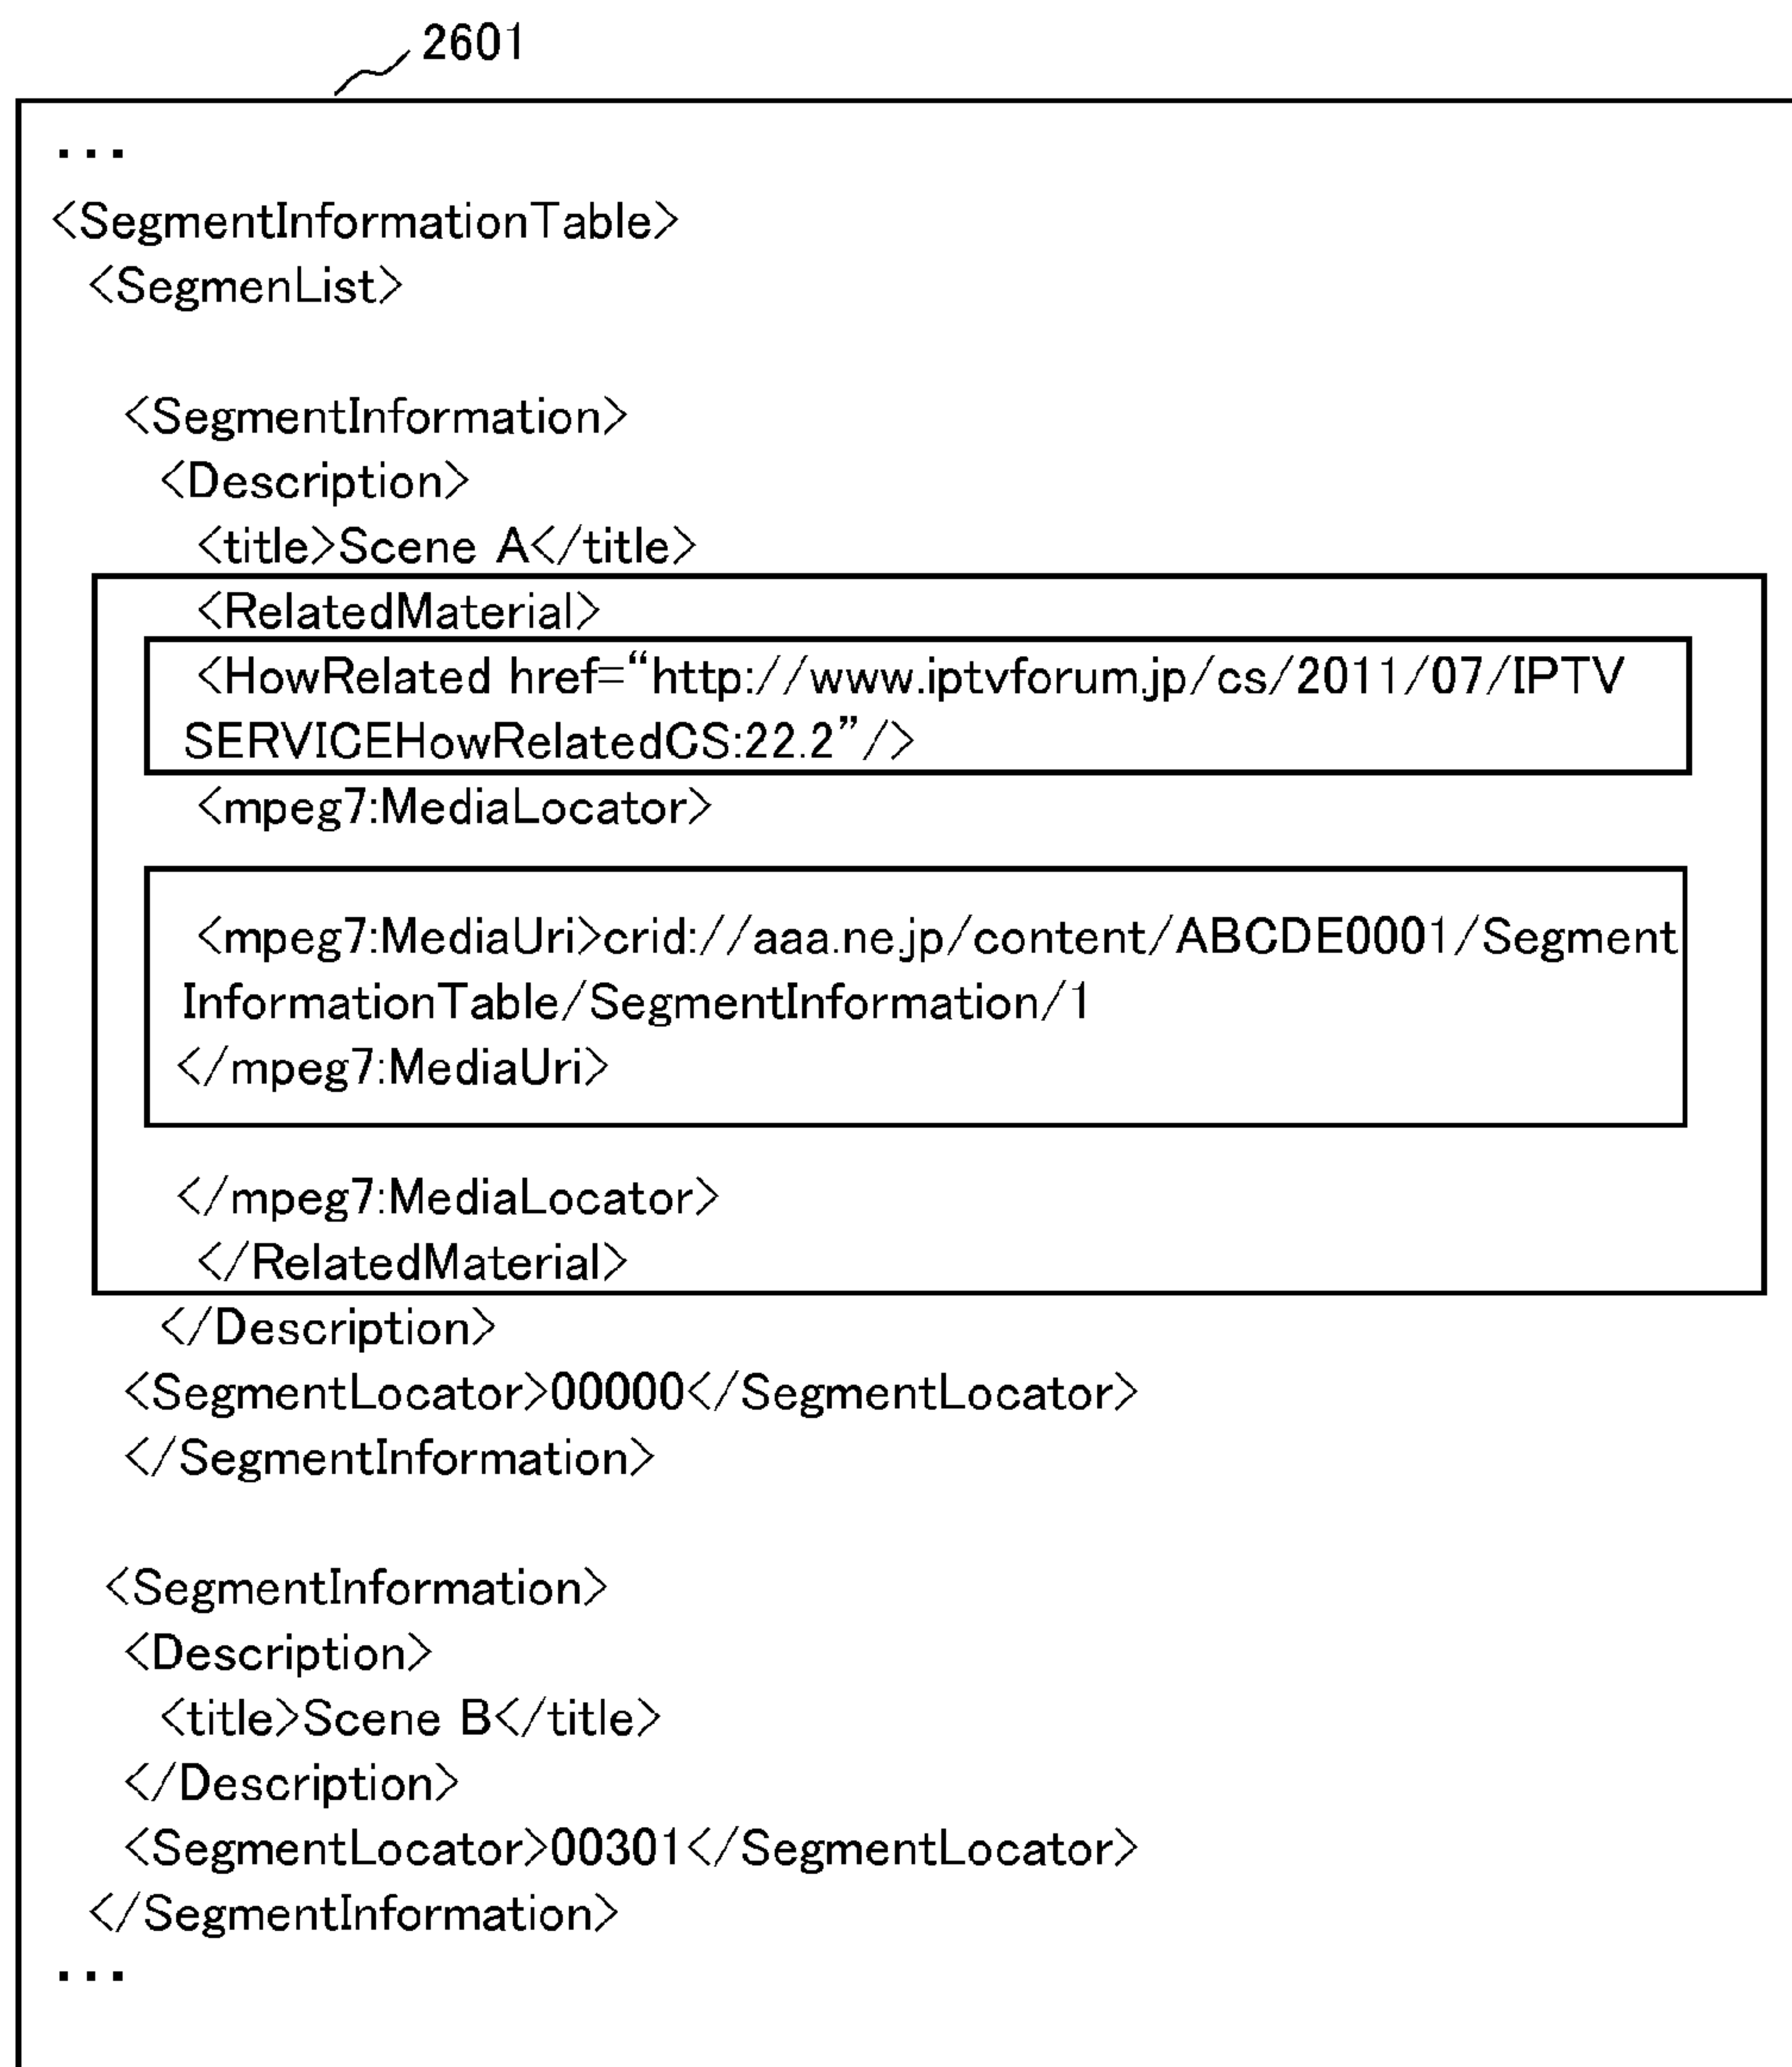 2601
...
<SegmentInformationTable>
<SegmenList>
<SegmentInformation>
<Description>
<title>Scene A</title>
<RelatedMaterial>
<HowRelated href=“http://www.iptvforum.jp/cs/2011/07/IPTV
SERVICEHowRelatedCS:22.2”/>
<mpeg7:MediaLocator>
<mpeg7:MediaUri>crid://aaa.ne.jp/content/ABCDE0001/Segment
InformationTable/SegmentInformation/1
</mpeg7:MediaUri>
</mpeg7:MediaLocator>
</RelatedMaterial>
</Description>
<SegmentLocator>00000</SegmentLocator>
</SegmentInformation>
<SegmentInformation>
<Description>
<title>Scene B</title>
</Description>
<SegmentLocator>00301</SegmentLocator>
</SegmentInformation>
...